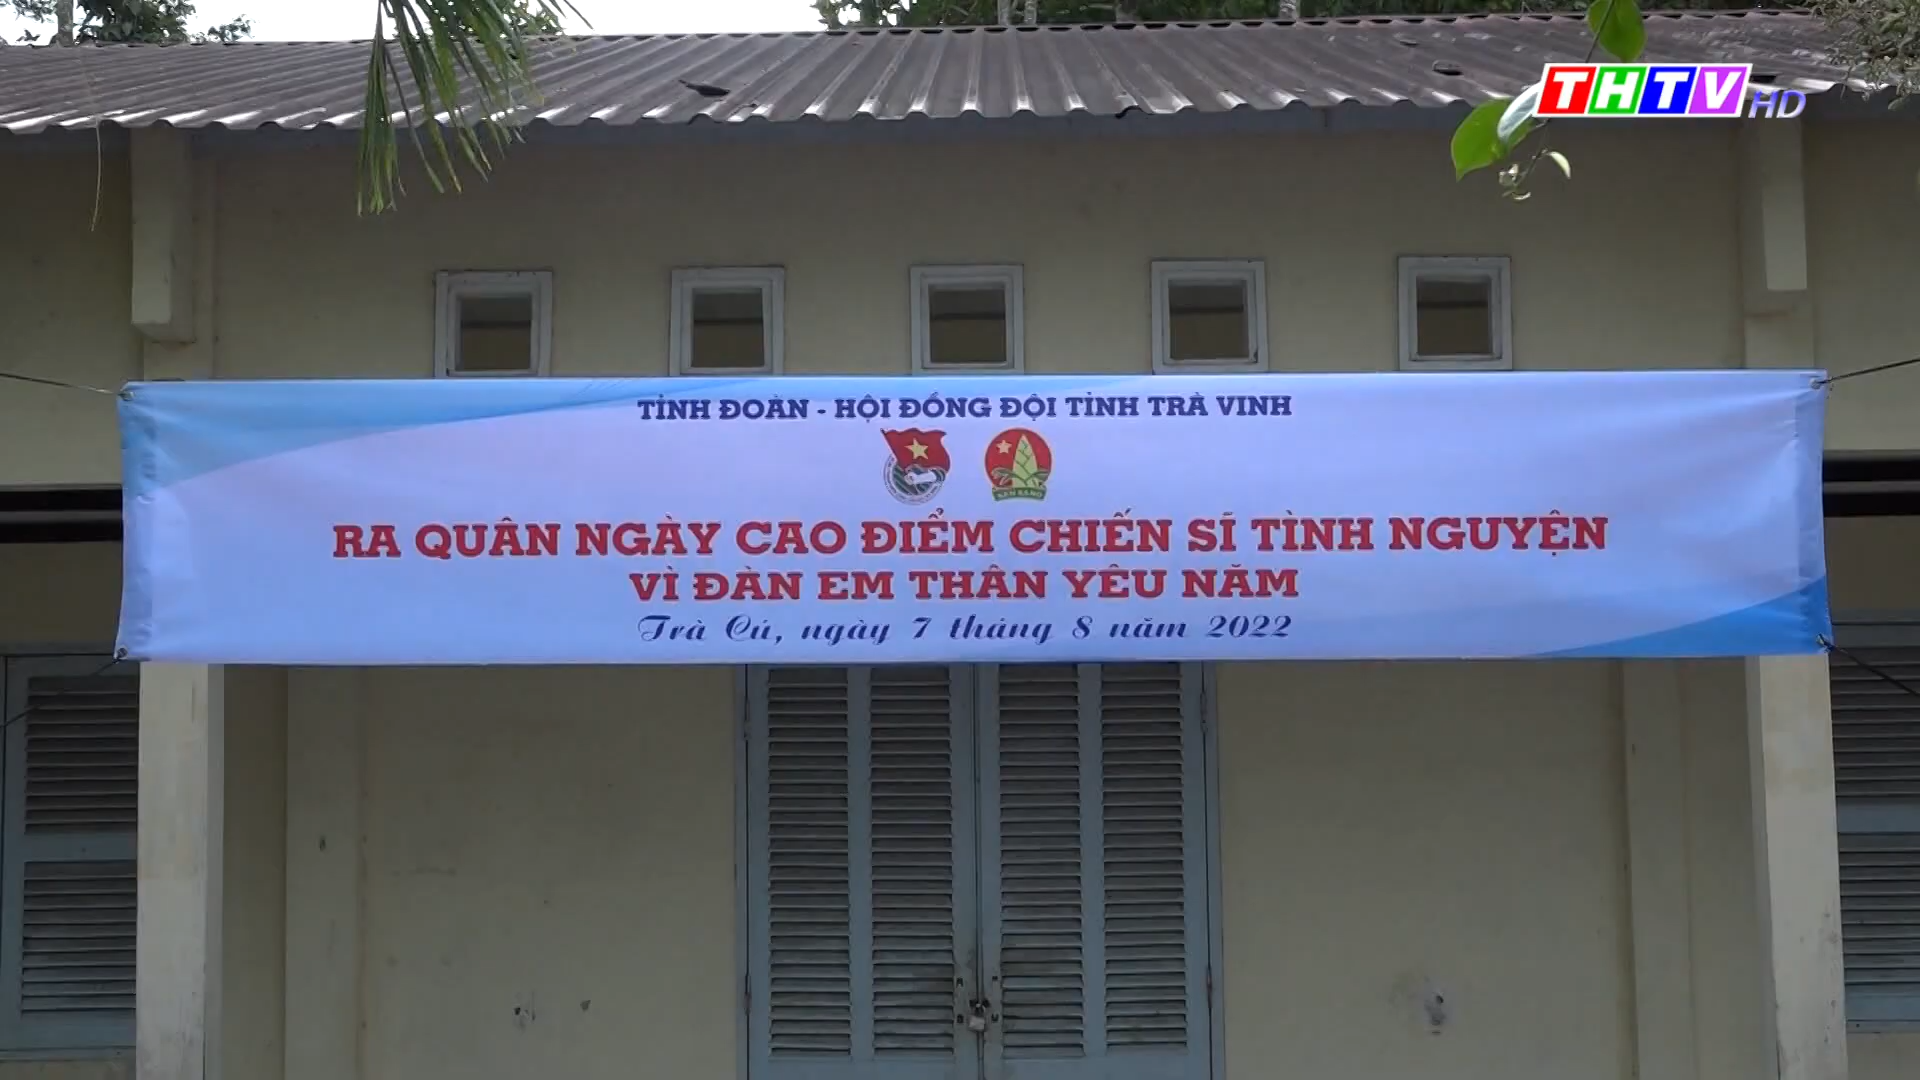 THTV HD
TỈNH ĐOÀN - HỘI ĐỒNG ĐỘI TỈNH TRÀ VINH
RA QUÂN NGÀY CAO ĐIỂM CHIẾN SĨ TÌNH NGUYỆN
VÌ ĐÀN EM THÂN YÊU NĂM
Trà Cú, ngày 7 tháng 8 năm 2022